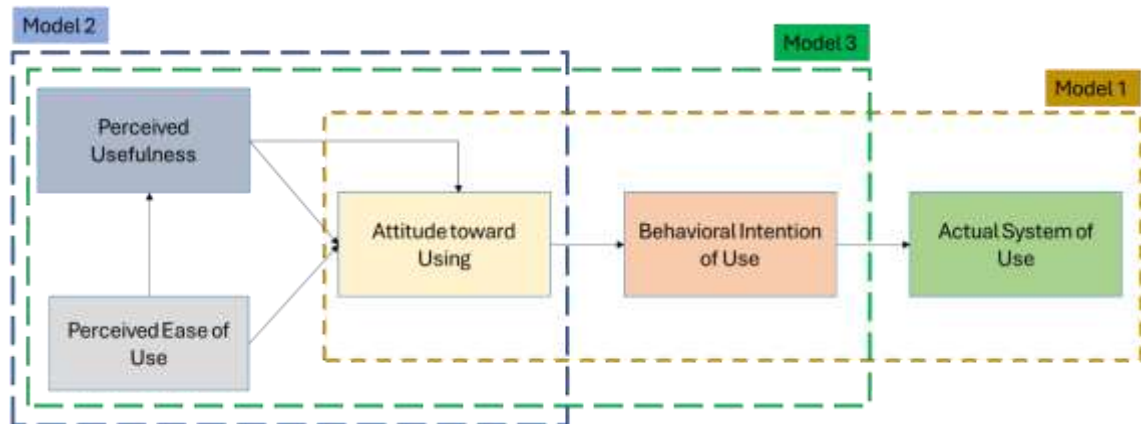 Model 2
Model 3
Model 1
Perceived
Usefulness
Attitude toward
Using
Behavioral Intention
of Use
Actual System of
Use
Perceived Ease of
Use